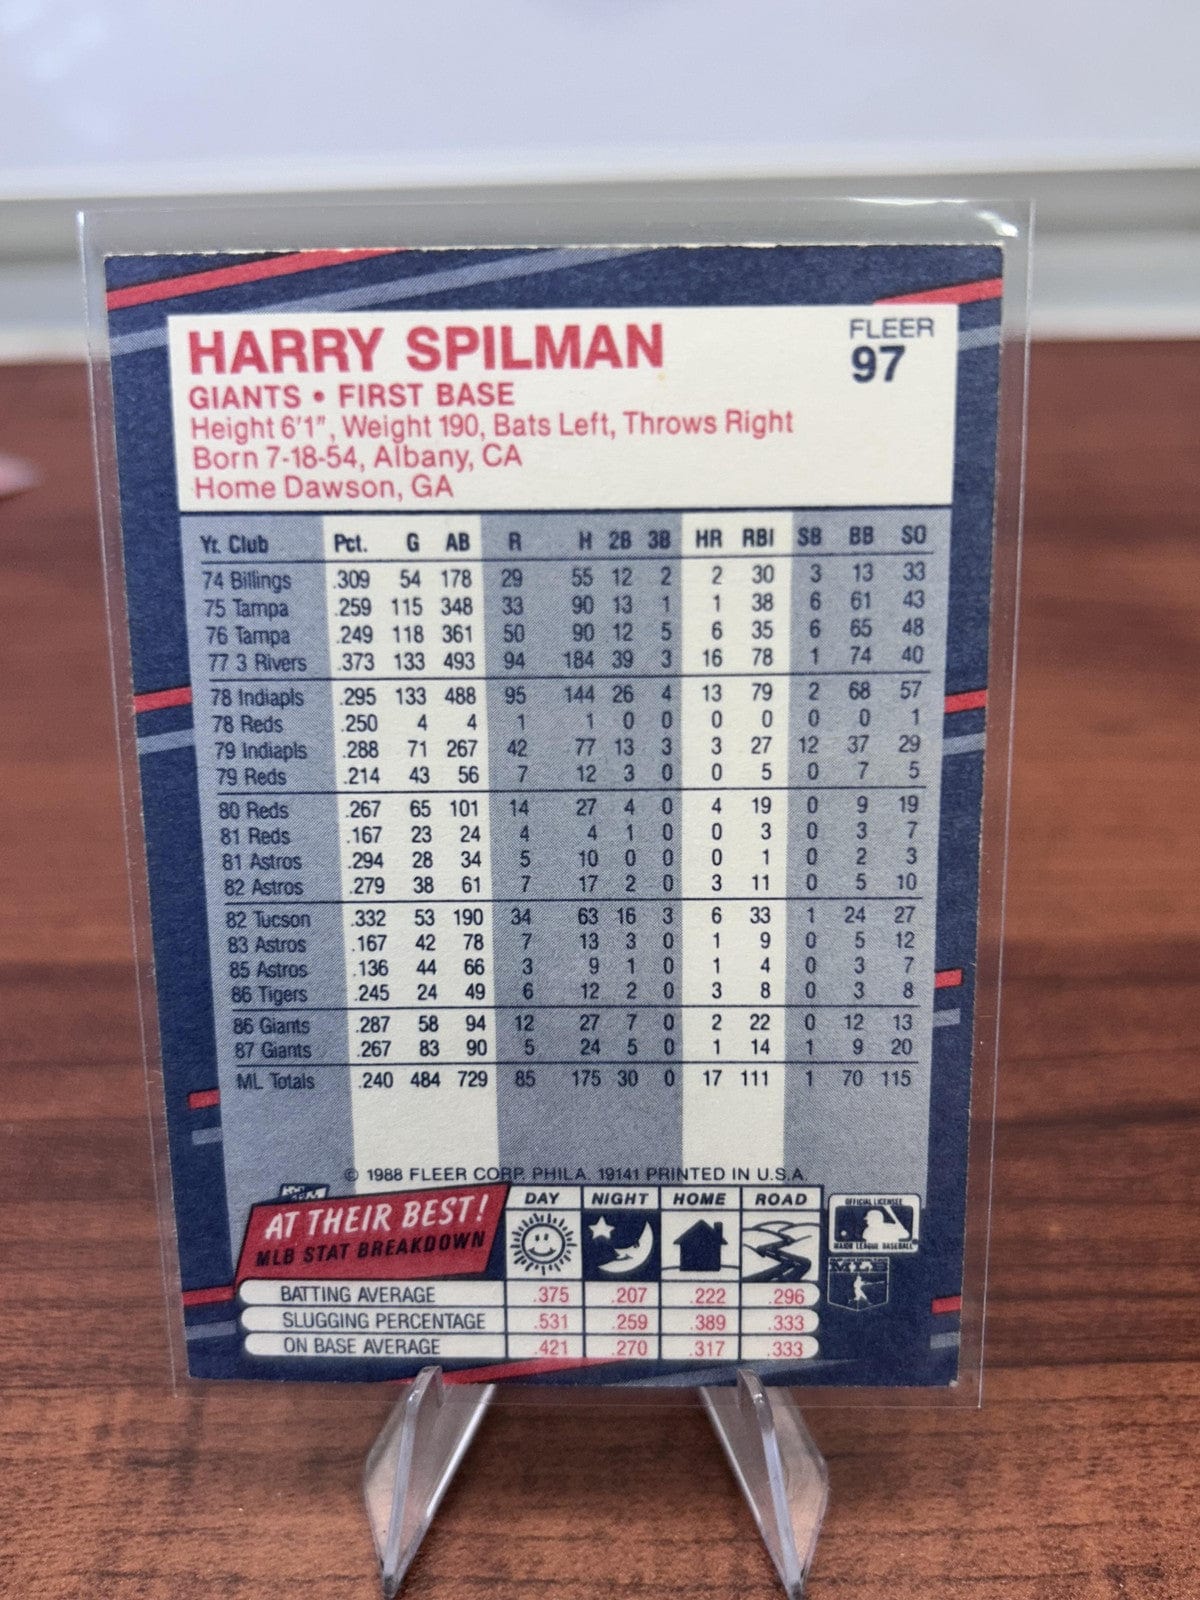 HARRY SPILMAN
FLEER
97
GIANTS • FIRST BASE
Height 6'1", Weight 190, Bats Left, Throws Right
Born 7-18-54, Albany, CA
Home Dawson, GA
Yr. Club Pct. G AB R H 2B 3B HR RBI SB BB SO
74 Billings .309 54 178 29 55 12 2 2 30 3 13 33
75 Tampa .259 115 348 33 90 13 1 1 38 6 61 43
76 Tampa .249 118 361 50 90 12 5 6 35 6 65 48
77 3 Rivers .373 133 493 94 184 39 3 16 78 1 74 40
78 Indiapls .295 133 488 95 144 26 4 13 79 2 68 57
78 Reds .250 4 4 1 1 0 0 0 0 0 0 1
79 Indiapls .288 71 267 42 77 13 3 3 27 12 37 29
79 Reds .214 43 56 7 12 3 0 0 5 0 7 5
80 Reds .267 65 101 14 27 4 0 4 19 0 9 19
81 Reds .167 23 24 4 4 1 0 0 3 0 3 7
81 Astros .294 28 34 5 10 0 0 0 1 0 2 3
82 Astros .279 38 61 7 17 2 0 3 11 0 5 10
82 Tucson .332 53 190 34 63 16 3 6 33 1 24 27
83 Astros .167 42 78 7 13 3 0 1 9 0 5 12
85 Astros .136 44 66 3 9 1 0 1 4 0 3 7
86 Tigers .245 24 49 6 12 2 0 3 8 0 3 8
86 Giants .287 58 94 12 27 7 0 2 22 0 12 13
87 Giants .267 83 90 5 24 5 0 1 14 1 9 20
ML Totals .240 484 729 85 175 30 0 17 111 1 70 115
© 1988 FLEER CORP. PHILA. 19141 PRINTED IN U.S.A.
AT THEIR BEST!
MLB STAT BREAKDOWN
DAY NIGHT HOME ROAD
BATTING AVERAGE .375 .207 .222 .296
SLUGGING PERCENTAGE .531 .259 .389 .333
ON BASE AVERAGE .421 .270 .317 .333
OFFICIAL LICENSEE
MAJOR LEAGUE BASEBALL
MLB